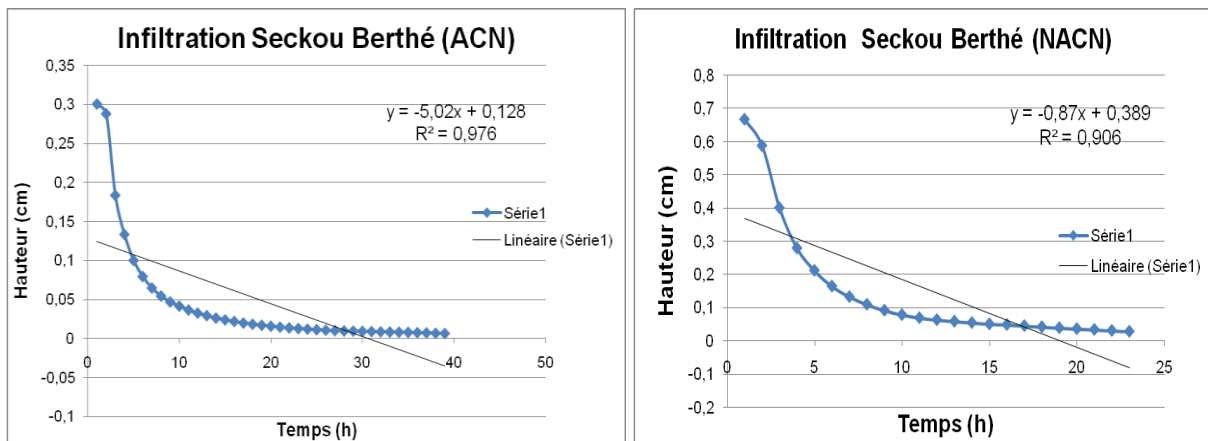 Infiltration Seckou Berthé (ACN)
0,35
0,3
0,25
0,2
0,15
0,1
0,05
0
-0,05
-0,1
0
10
20
30
40
50
Hauteur (cm)
Temps (h)
y = -5,02x + 0,128
R² = 0,976
Série1
Linéaire (Série1)
Infiltration Seckou Berthé (NACN)
0,8
0,7
0,6
0,5
0,4
0,3
0,2
0,1
0
-0,1
-0,2
0
5
10
15
20
25
Hauteur (cm)
Temps (h)
y = -0,87x + 0,389
R² = 0,906
Série1
Linéaire (Série1)